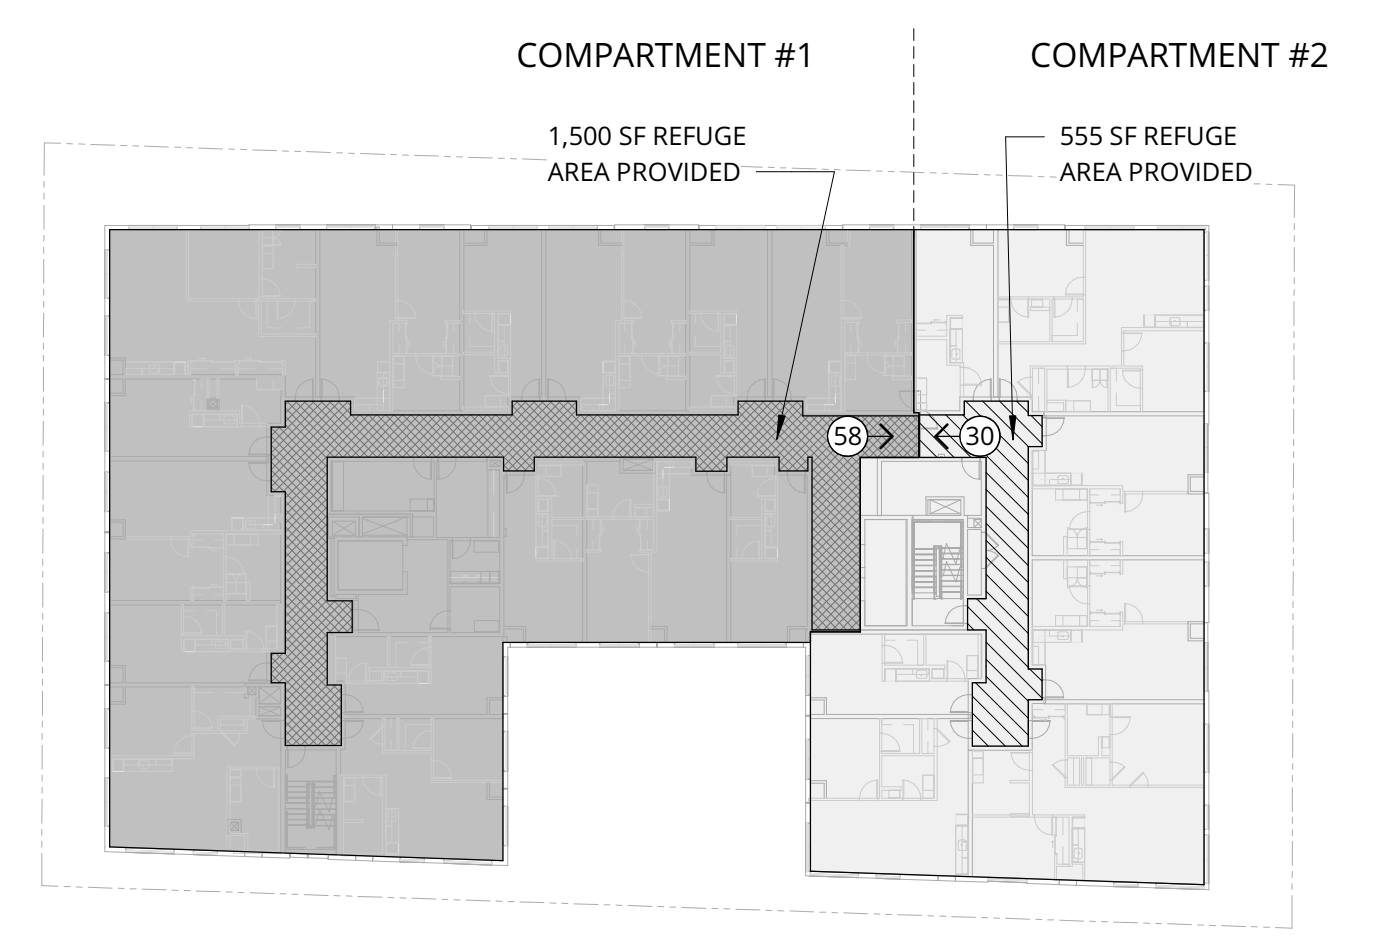 COMPARTMENT #1
COMPARTMENT #2
1,500 SF REFUGE
AREA PROVIDED
555 SF REFUGE
AREA PROVIDED
58
30